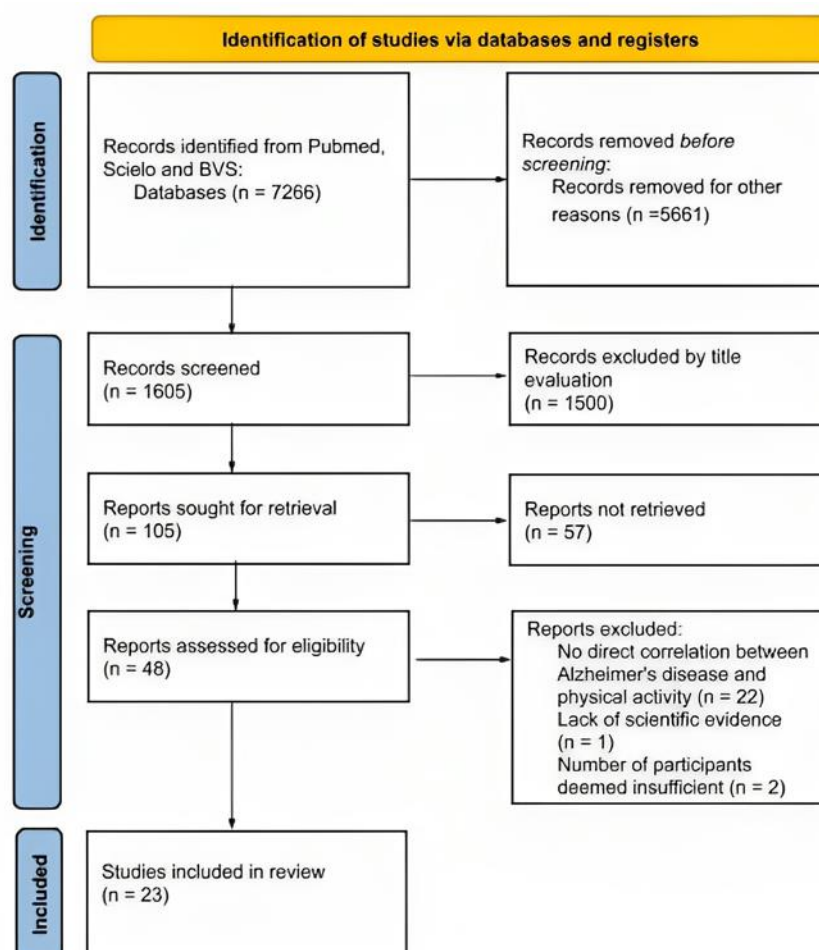 Identification of studies via databases and registers
Identification
Records identified from Pubmed,
Scielo and BVS:
Databases (n = 7266)
Records removed before
screening:
Records removed for other
reasons (n =5661)
Screening
Records screened
(n = 1605)
Records excluded by title
evaluation
(n = 1500)
Reports sought for retrieval
(n = 105)
Reports not retrieved
(n = 57)
Reports assessed for eligibility
(n = 48)
Reports excluded:
No direct correlation between
Alzheimer's disease and
physical activity (n = 22)
Lack of scientific evidence
(n = 1)
Number of participants
deemed insufficient (n = 2)
Included
Studies included in review
(n = 23)